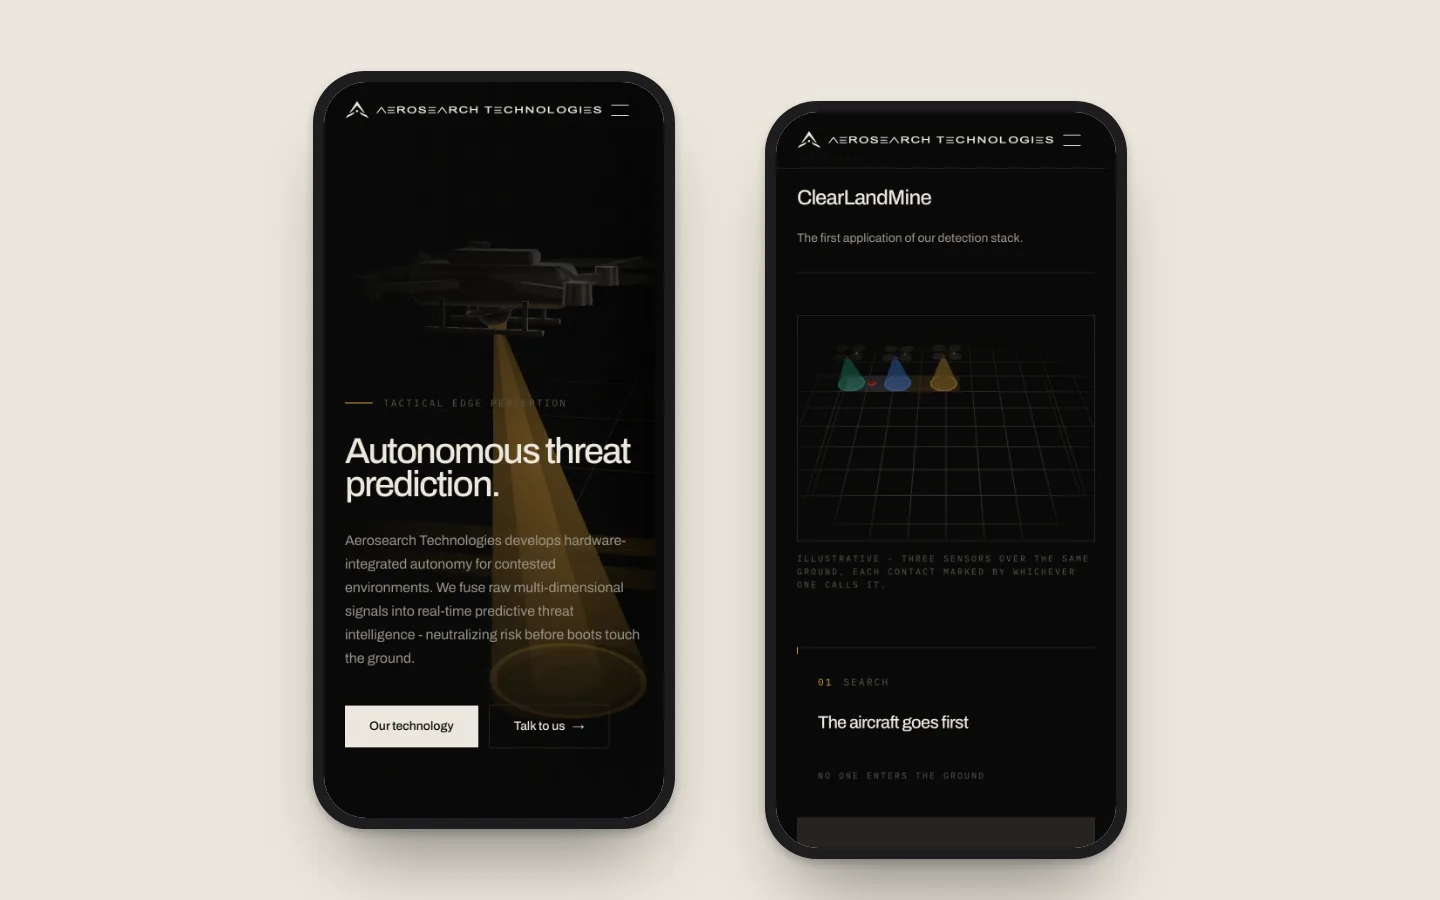 AEROSEARCH TECHNOLOGIES
TACTICAL EDGE PERCEPTION
Autonomous threat
prediction.
Aerosearch Technologies develops hardware-
integrated autonomy for contested
environments. We fuse raw multi-dimensional
signals into real-time predictive threat
intelligence - neutralizing risk before boots touch
the ground.
Our technology
Talk to us →
AEROSEARCH TECHNOLOGIES
ClearLandMine
The first application of our detection stack.
ILLUSTRATIVE - THREE SENSORS OVER THE SAME
GROUND, EACH CONTACT MARKED BY WHICHEVER
ONE CALLS IT.
01 SEARCH
The aircraft goes first
NO ONE ENTERS THE GROUND